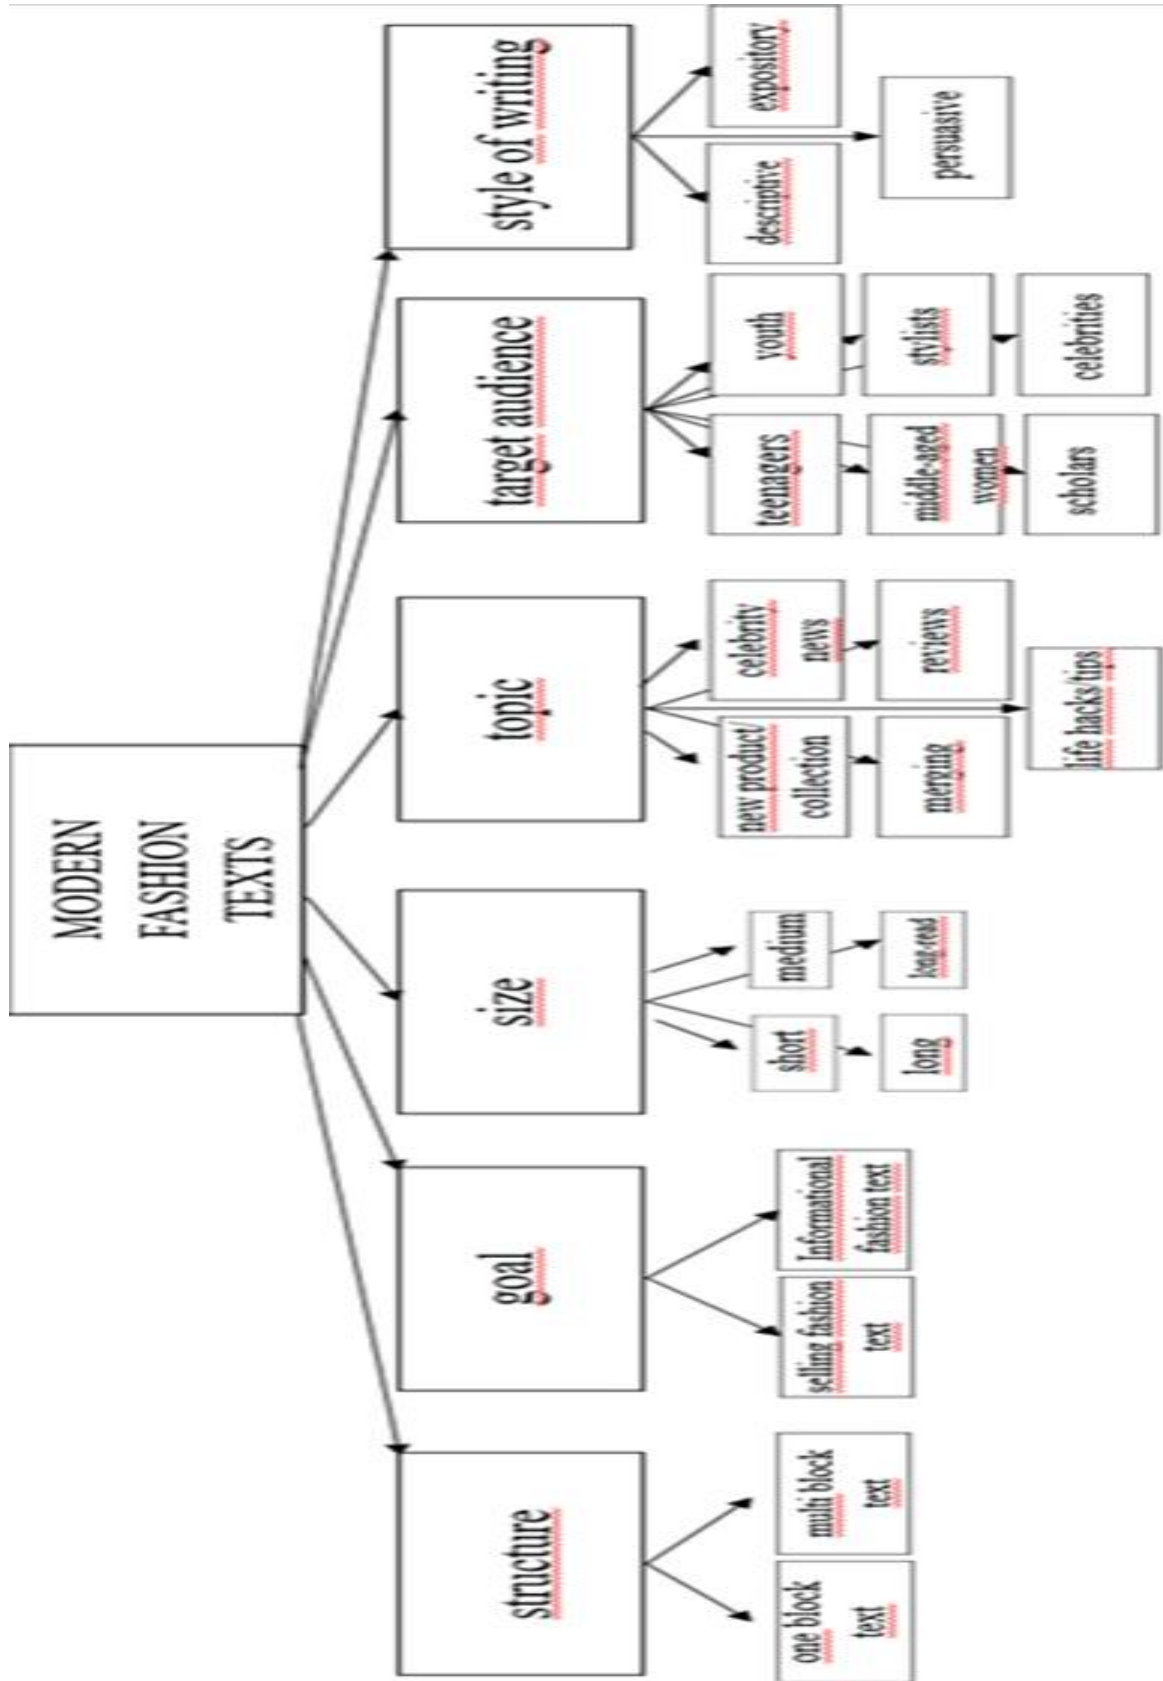 MODERN
FASHION
TEXTS
structure
goal
size
topic
target audience
style of writing
one block
text
multi block
text
selling fashion
text
Informational
fashion text
short
medium
long
long-read
new product/
collection
celebrity
news
merging
reviews
life hacks/tips
teenagers
youth
middle-aged
women
stylists
scholars
celebrities
descriptive
expository
persuasive